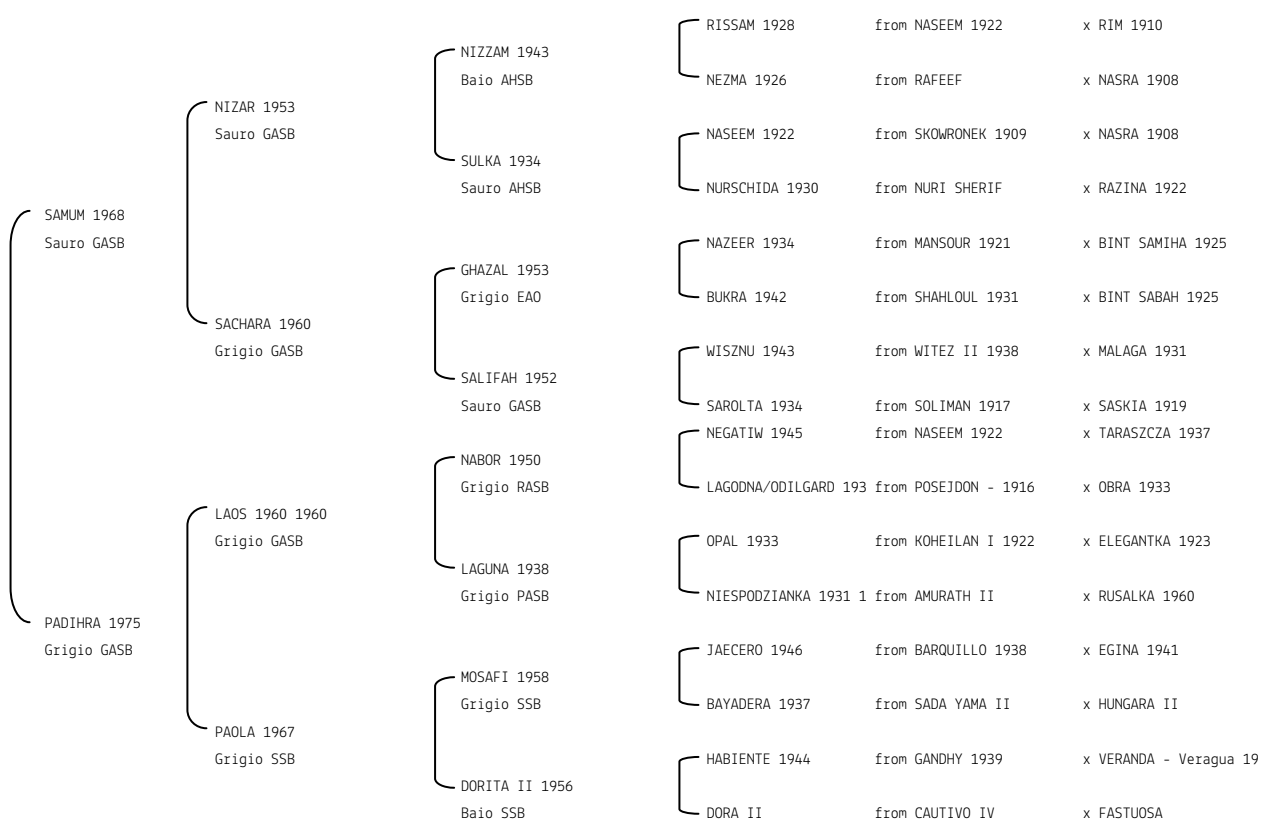 RISSAM 1928 from NASEEM 1922 x RIM 1910
NIZZAM 1943
Baio AHSB
NEZMA 1926 from RAFEEF x NASRA 1908
NIZAR 1953
Sauro GASB
NASEEM 1922 from SKOWRONEK 1909 x NASRA 1908
SULKA 1934
Sauro AHSB
NURSCHIDA 1930 from NURI SHERIF x RAZINA 1922
SAMUM 1968
Sauro GASB
NAZEER 1934 from MANSOUR 1921 x BINT SAMIHA 1925
GHAZAL 1953
Grigio EAO
BUKRA 1942 from SHAHLOUL 1931 x BINT SABAH 1925
SACHARA 1960
Grigio GASB
WISZNU 1943 from WITEZ II 1938 x MALAGA 1931
SALIFAH 1952
Sauro GASB
SAROLTA 1934 from SOLIMAN 1917 x SASKIA 1919
NEGATIW 1945 from NASEEM 1922 x TARASZCZA 1937
NABOR 1950
Grigio RASB
LAGODNA/ODILGARD 193 from POSEJDON - 1916 x OBRA 1933
LAOS 1960 1960
Grigio GASB
OPAL 1933 from KOHEILAN I 1922 x ELEGANTKA 1923
LAGUNA 1938
Grigio PASB
NIESPODZIANKA 1931 1 from AMURATH II x RUSALKA 1960
PADIHRA 1975
Grigio GASB
JAECERO 1946 from BARQUILLO 1938 x EGINA 1941
MOSAFI 1958
Grigio SSB
BAYADERA 1937 from SADA YAMA II x HUNGARA II
PAOLA 1967
Grigio SSB
HABIENTE 1944 from GANDHY 1939 x VERANDA - Veragua 19
DORITA II 1956
Baio SSB
DORA II from CAUTIVO IV x FASTUOSA